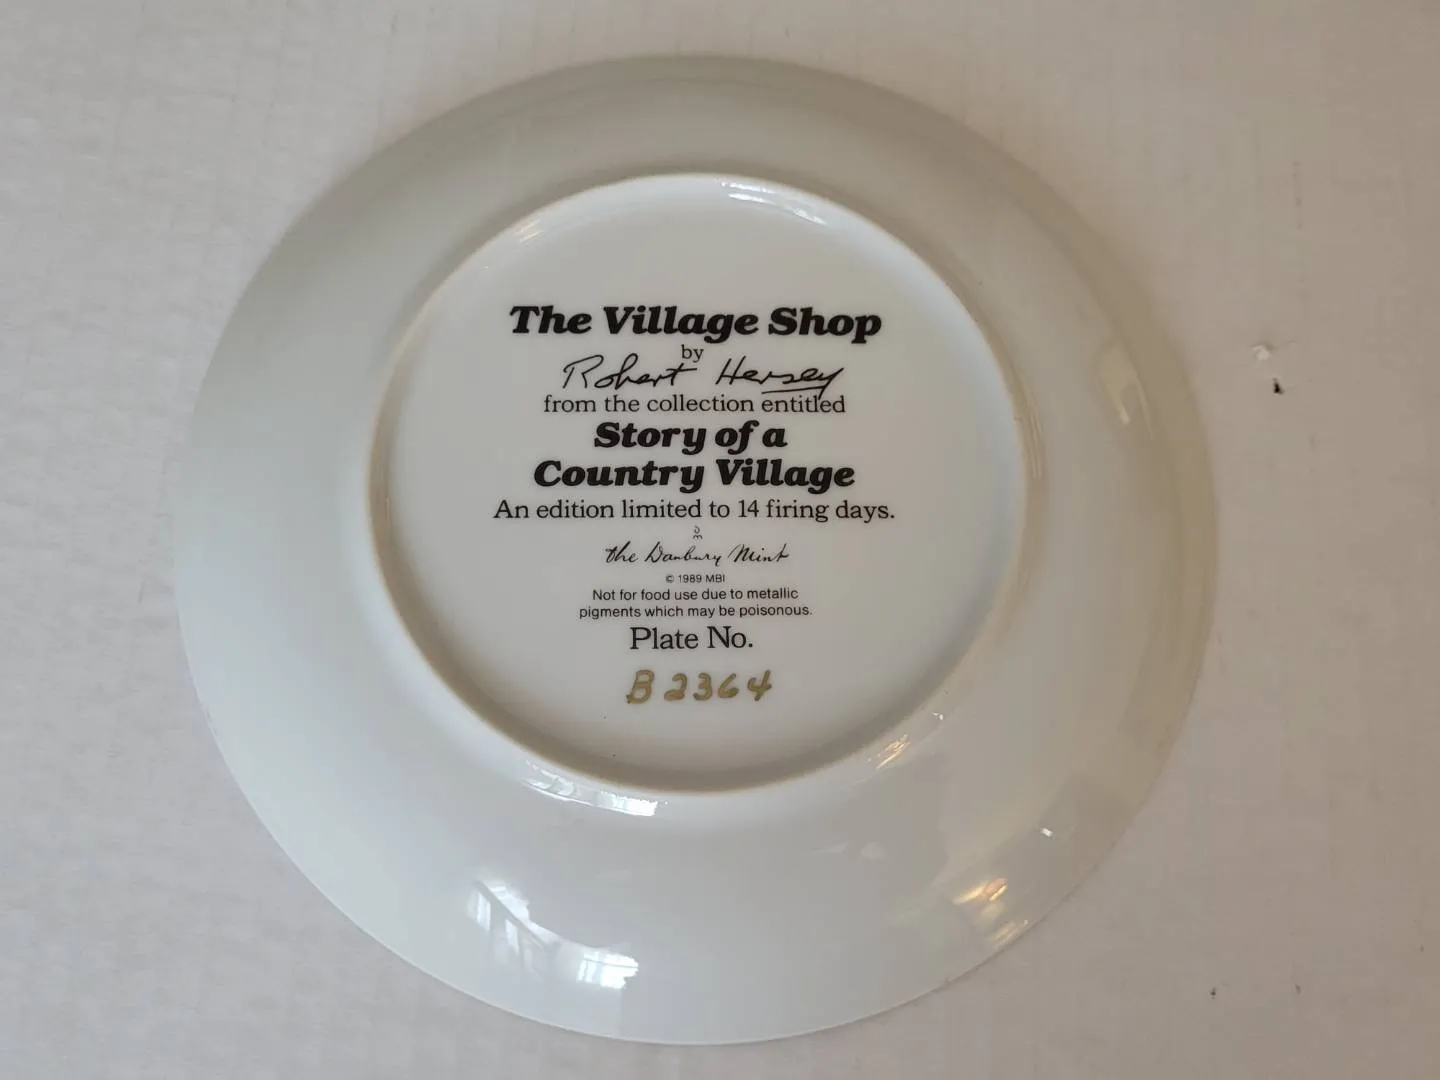 The Village Shop
by
Robert Hersey
from the collection entitled
Story of a
Country Village
An edition limited to 14 firing days.
D
M
the Danbury Mint
© 1989 MBI
Not for food use due to metallic
pigments which may be poisonous.
Plate No.
B2364